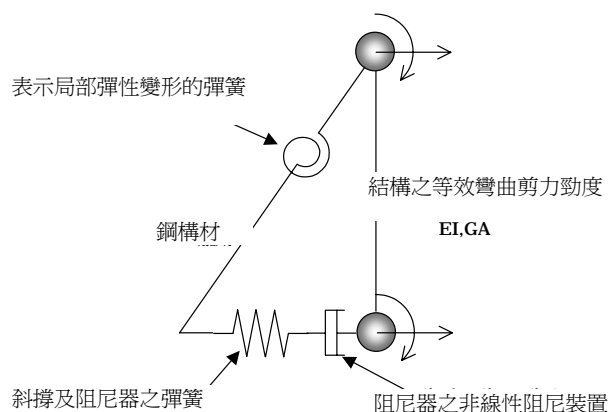 表示局部彈性變形的彈簧
結構之等效彎曲剪力勁度
鋼構材
EI,GA
斜撐及阻尼器之彈簧
阻尼器之非線性阻尼裝置